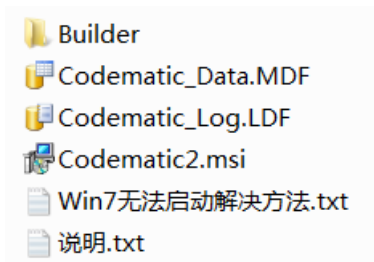 Builder
Codematic_Data.MDF
Codematic_Log.LDF
Codematic2.msi
Win7无法启动解决方法.txt
说明.txt